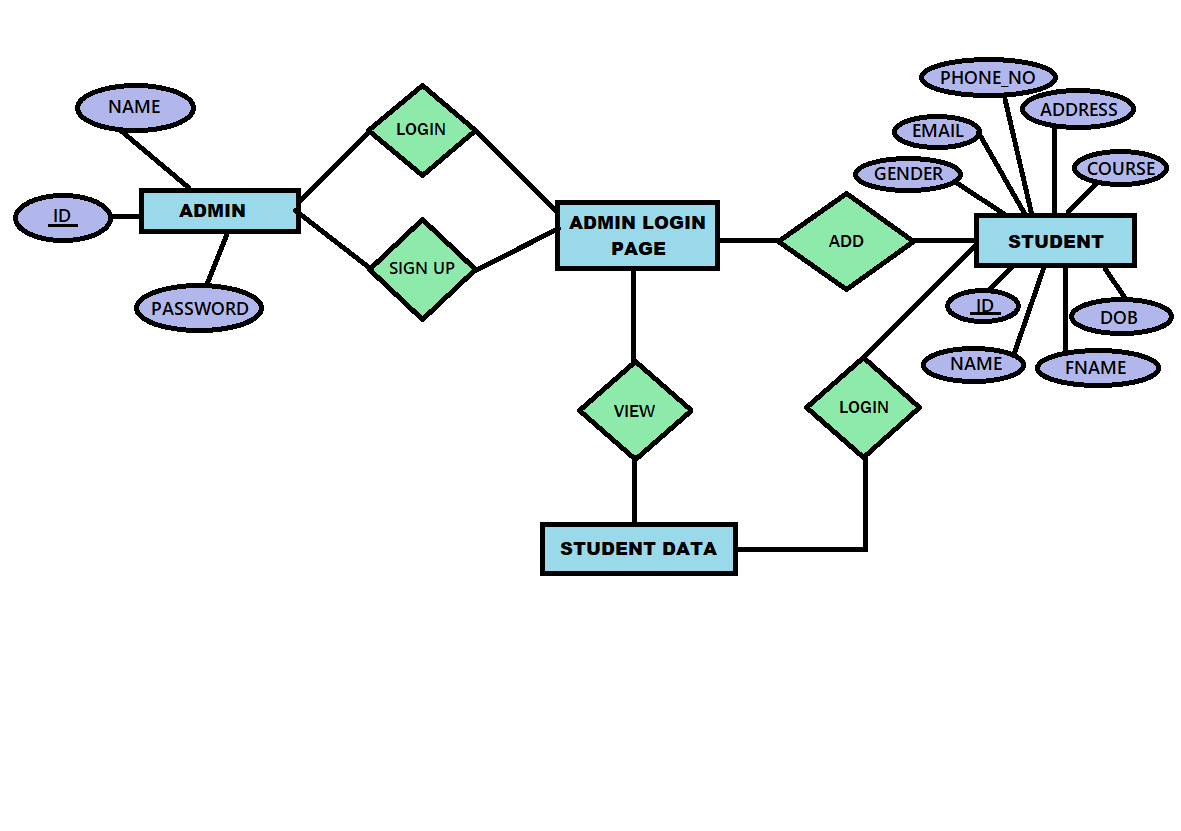 PHONE_NO
NAME
ADDRESS
LOGIN
EMAIL
COURSE
GENDER
ID
ADMIN
ADMIN LOGIN
PAGE
ADD
STUDENT
SIGN UP
PASSWORD
ID
DOB
NAME
FNAME
VIEW
LOGIN
STUDENT DATA